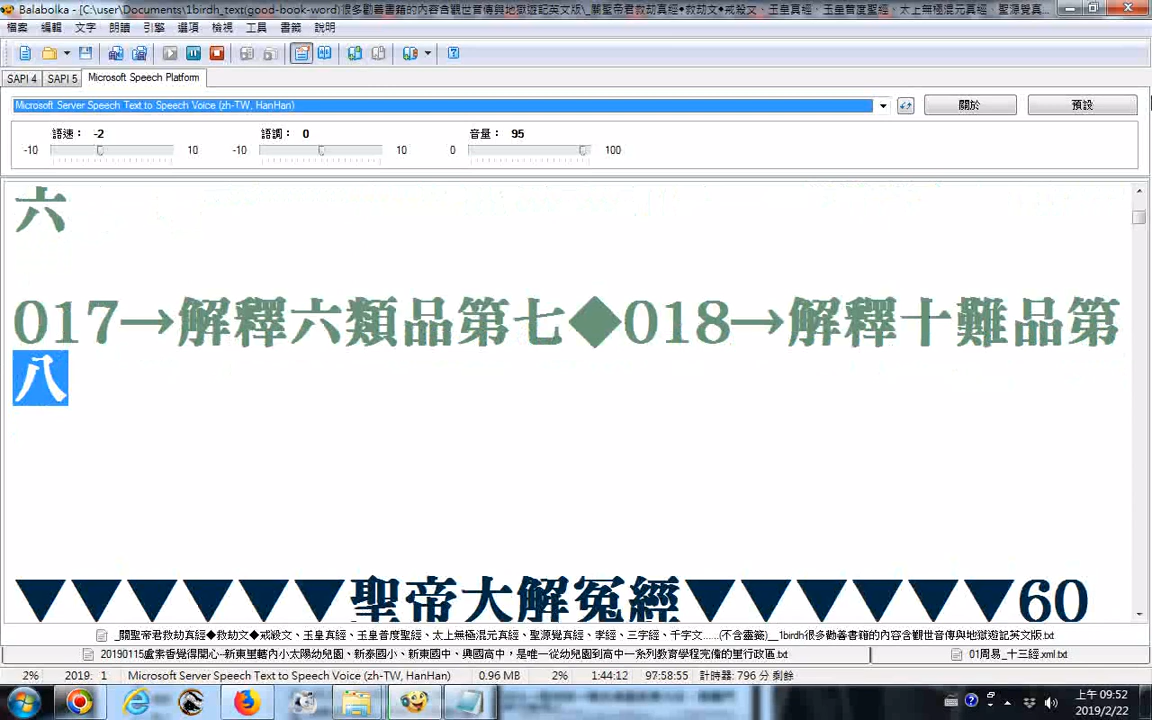 Balabolka - [C:\user\Documents\1birdh_text(good-book-word)很多勸善書籍的內容含觀世音傳與地獄遊記英文版\_關聖帝君救劫真經◆救劫文◆戒殺文、玉皇真經、玉皇普度聖經、太上無極混元真經、聖源覺真...
檔案 編輯 文字 朗讀 引擎 選項 檢視 工具 書籤 說明
SAPI 4 SAPI 5 Microsoft Speech Platform
Microsoft Server Speech Text to Speech Voice (zh-TW, HanHan) 關於 預設
語速： -2 語調： 0 音量： 95
-10 10 -10 10 0 100
六
017→解釋六類品第七◆018→解釋十難品第
八
▼▼▼▼▼▼聖帝大解冤經▼▼▼▼▼▼60
_關聖帝君救劫真經◆救劫文◆戒殺文、玉皇真經、玉皇普度聖經、太上無極混元真經、聖源覺真經、孝經、三字經、千字文......(不含靈籤)__1birdh很多勸善書籍的內容含觀世音傳與地獄遊記英文版.txt
20190115盧案眷覺得開心--新東里轄內小太陽幼兒園、新泰國小、新東國中、興國高中，是唯一從幼兒園到高中一系列教育學程完備的里行政區.txt 01周易_十三經.xml.txt
2% 2019: 1 Microsoft Server Speech Text to Speech Voice (zh-TW, HanHan) 0.96 MB 2% 1:44:12 97:58:55 計時器: 796 分 剩餘
上午 09:52
2019/2/22